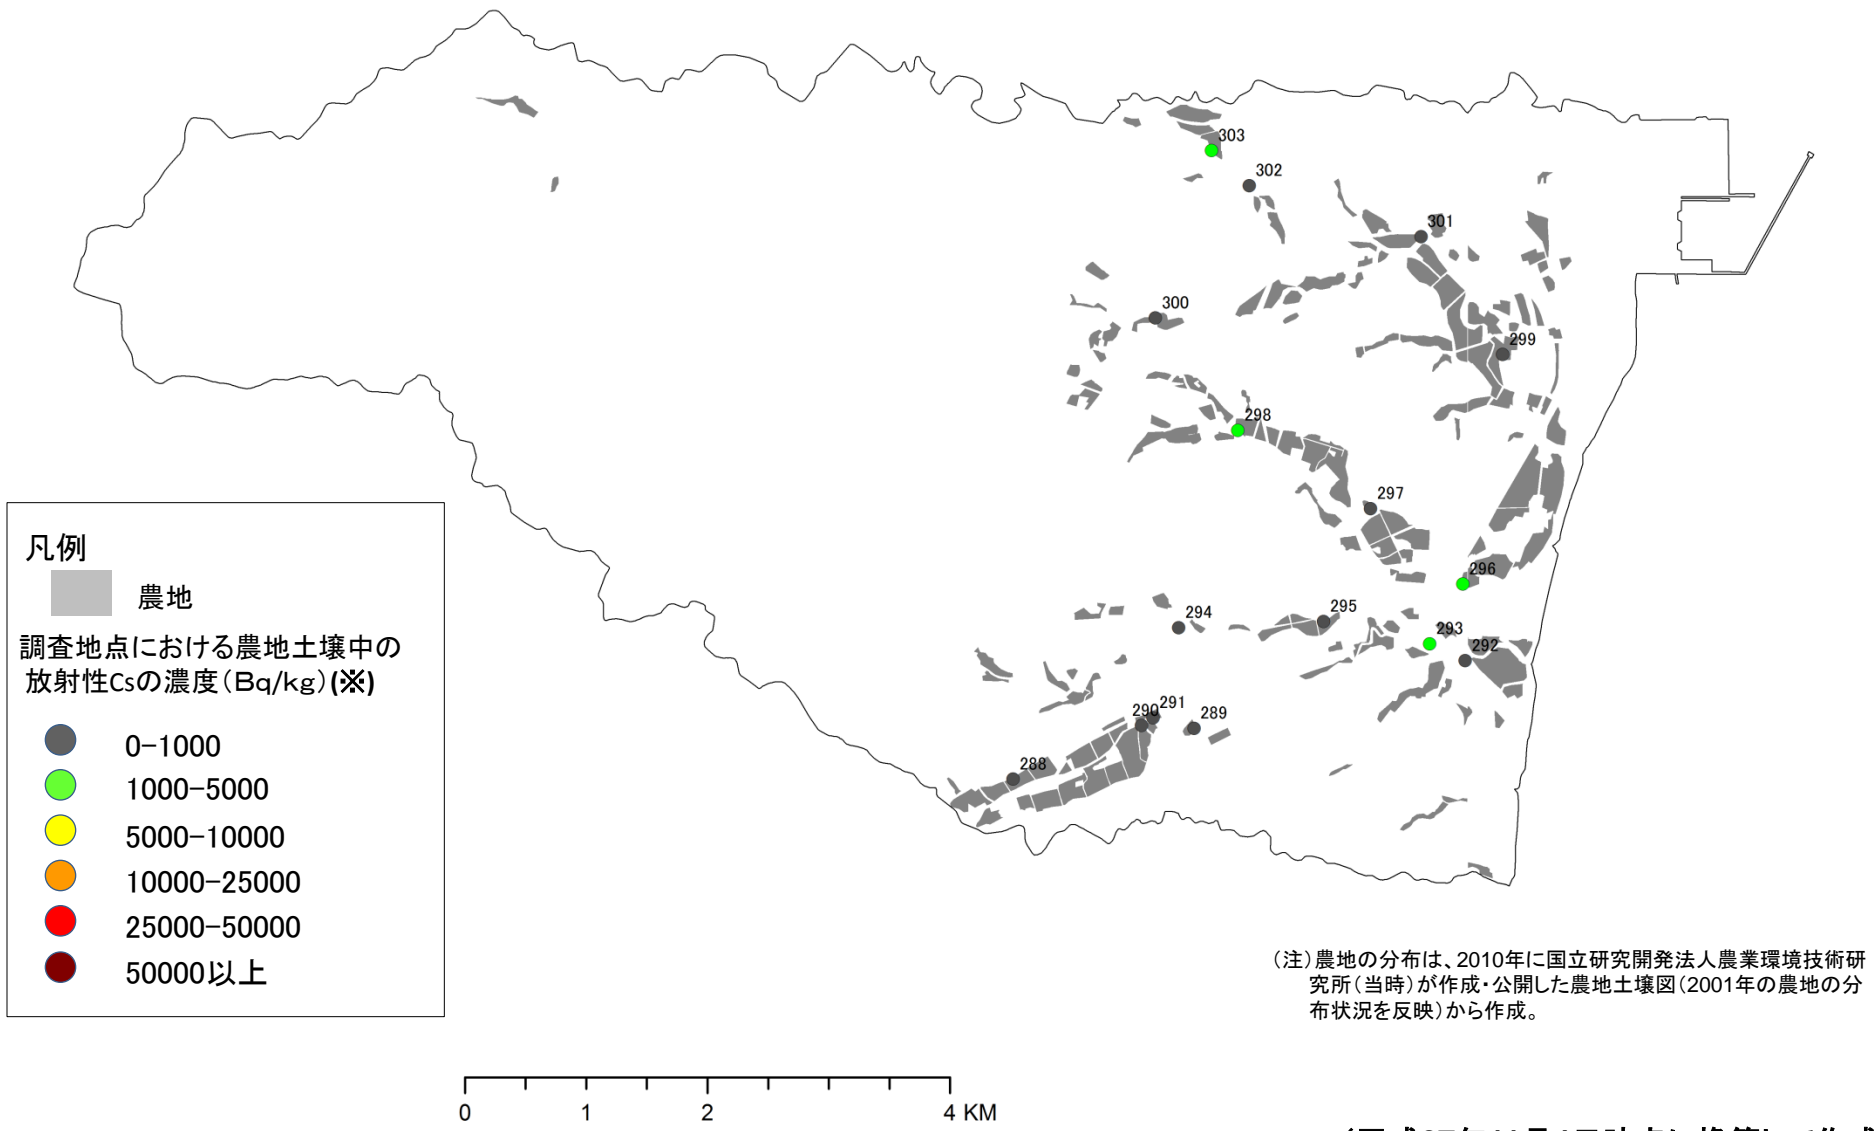 303
302
301
300
299
298
297
296
295
294
293
292
291
290
289
288
凡例
農地
調査地点における農地土壌中の
放射性Csの濃度(Bq/kg)(※)
0-1000
1000-5000
5000-10000
10000-25000
25000-50000
50000以上
(注)農地の分布は、2010年に国立研究開発法人農業環境技術研
究所(当時)が作成・公開した農地土壌図(2001年の農地の分
布状況を反映)から作成。
0 1 2 4 KM